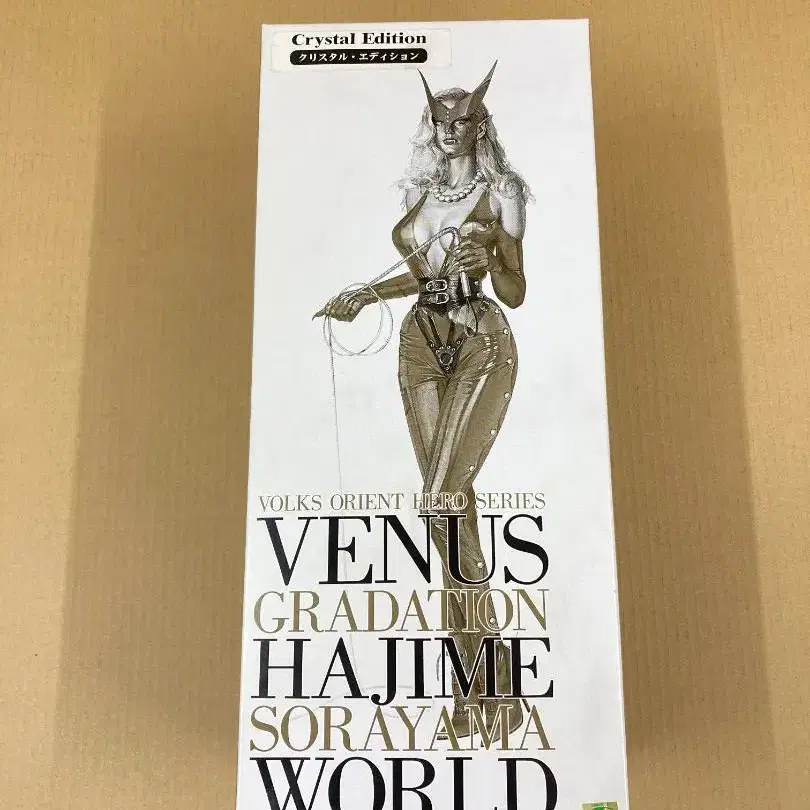 Crystal Edition
クリスタル・エディション
VOLKS ORIENT HERO SERIES
VENUS
GRADATION
HAJIME
SORAYAMA
WORLD